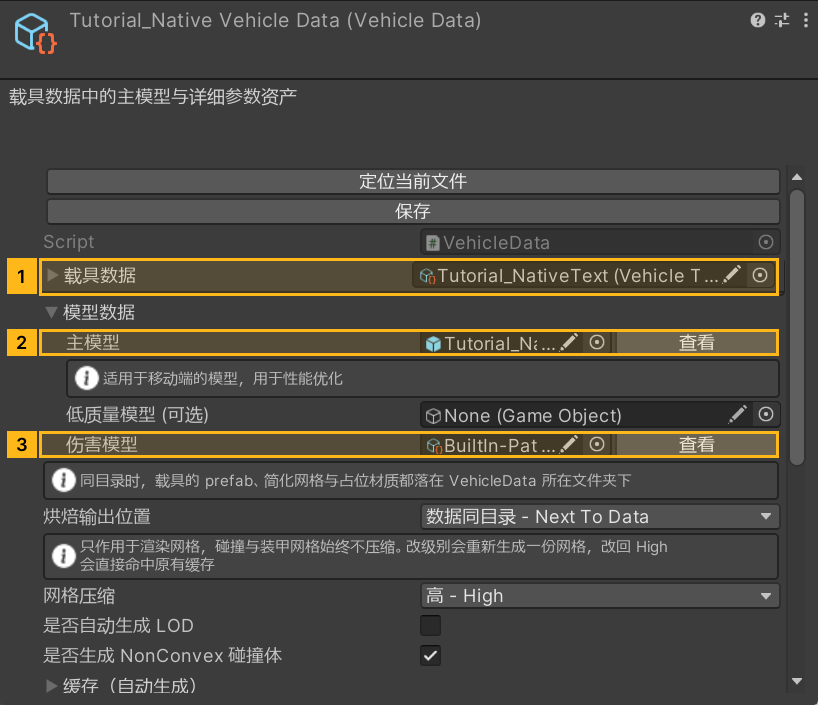 Tutorial_Native Vehicle Data (Vehicle Data)
载具数据中的主模型与详细参数资产
定位当前文件
保存
Script VehicleData
1 载具数据 Tutorial_NativeText (Vehicle T...
模型数据
2 主模型 Tutorial_Na... 查看
适用于移动端的模型，用于性能优化
低质量模型 (可选) None (Game Object)
3 伤害模型 BuiltIn-Pat... 查看
同目录时，载具的 prefab、简化网格与占位材质都落在 VehicleData 所在文件夹下
烘焙输出位置 数据同目录 - Next To Data
只作用于渲染网格，碰撞与装甲网格始终不压缩。改级别会重新生成一份网格，改回 High
会直接命中原有缓存
网格压缩 高 - High
是否自动生成 LOD
是否生成 NonConvex 碰撞体
缓存（自动生成）